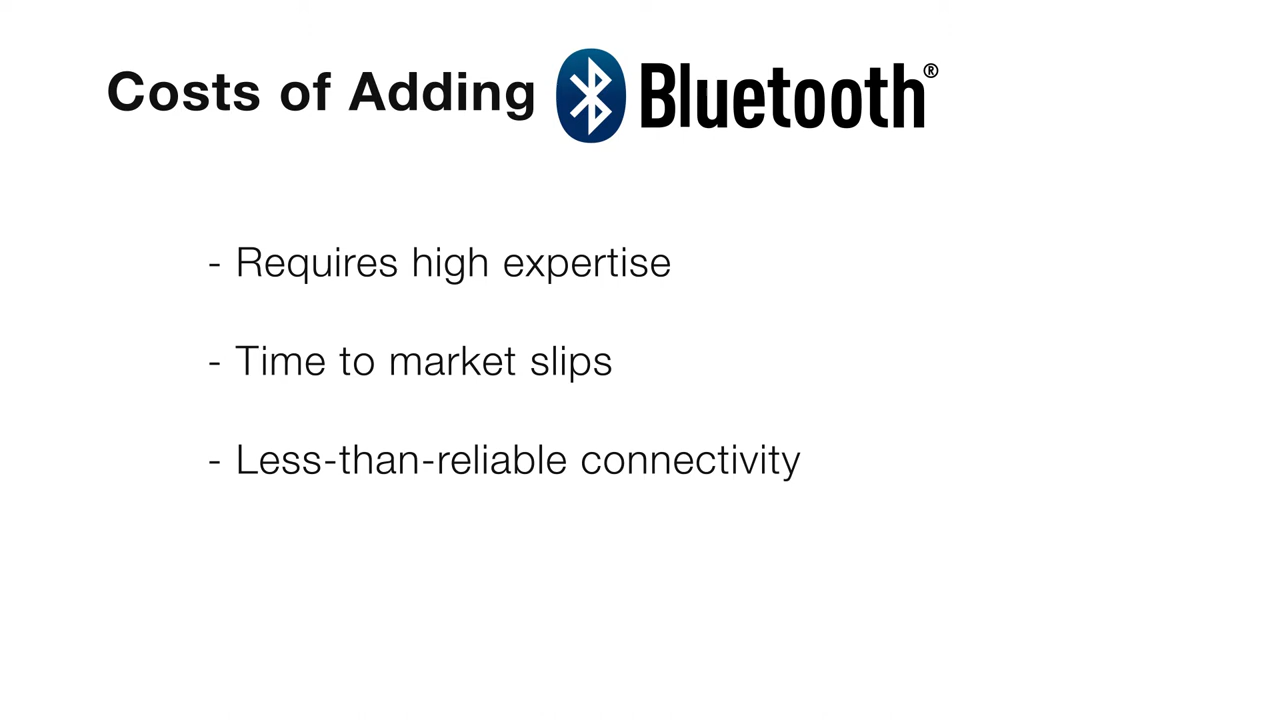 Costs of Adding Bluetooth®
- Requires high expertise
- Time to market slips
- Less-than-reliable connectivity